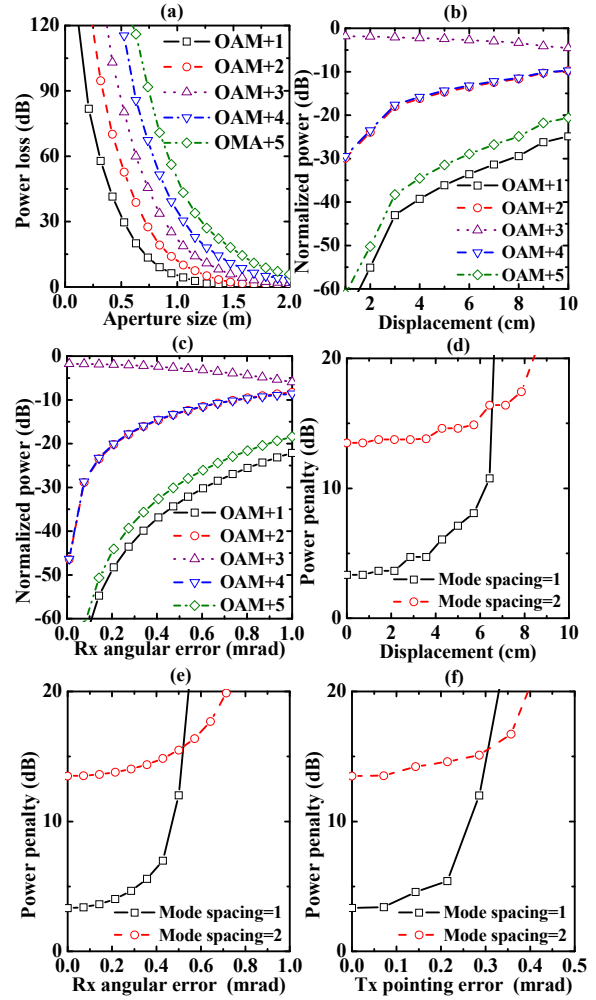 (a)
120
90
60
30
0
Power loss (dB)
0.0 0.5 1.0 1.5 2.0
Aperture size (m)
OAM+1
OAM+2
OAM+3
OAM+4
OMA+5
(b)
0
-10
-20
-30
-40
-50
-60
Normalized power (dB)
2 4 6 8 10
Displacement (cm)
OAM+1
OAM+2
OAM+3
OAM+4
OAM+5
(c)
0
-10
-20
-30
-40
-50
-60
Normalized power (dB)
0.0 0.2 0.4 0.6 0.8 1.0
Rx angular error (mrad)
OAM+1
OAM+2
OAM+3
OAM+4
OAM+5
(d)
20
10
0
Power penalty (dB)
0 2 4 6 8 10
Displacement (cm)
Mode spacing=1
Mode spacing=2
(e)
20
15
10
5
0
Power penalty (dB)
0.0 0.2 0.4 0.6 0.8 1.0
Rx angular error (mrad)
Mode spacing=1
Mode spacing=2
(f)
20
15
10
5
0
Power penalty (dB)
0.0 0.1 0.2 0.3 0.4 0.5
Tx pointing error (mrad)
Mode spacing=1
Mode spacing=2